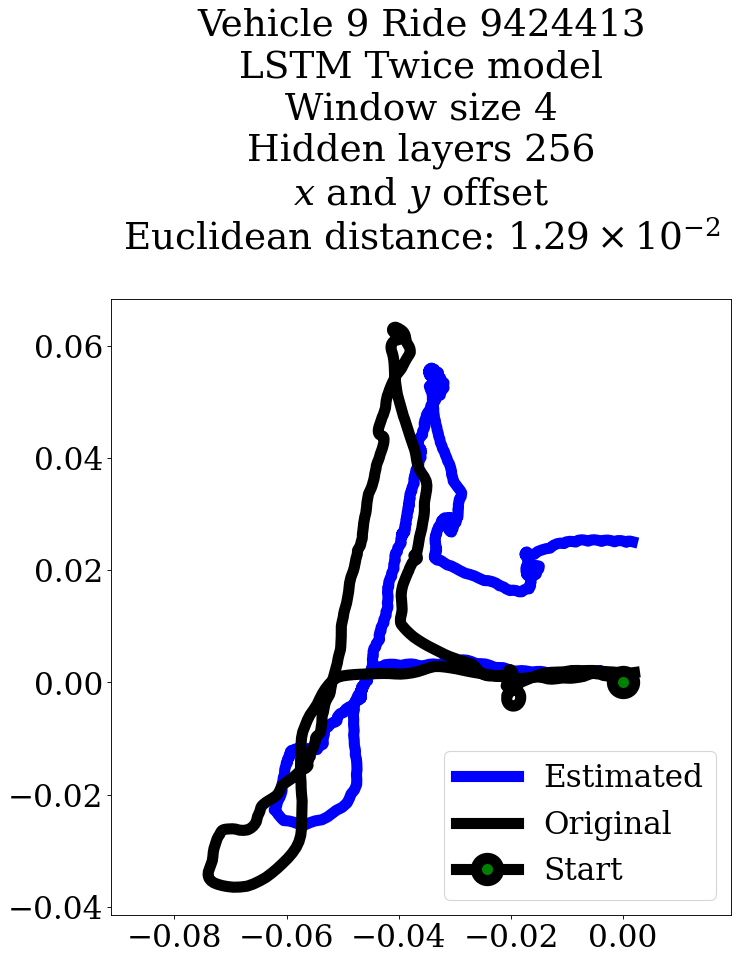 Vehicle 9 Ride 9424413
LSTM Twice model
Window size 4
Hidden layers 256
x and y offset
Euclidean distance: 1.29 × 10⁻²
0.06
0.04
0.02
0.00
−0.02
−0.04
Estimated
Original
Start
−0.08 −0.06 −0.04 −0.02 0.00